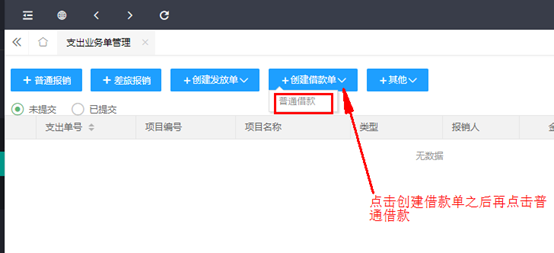 支出业务单管理
+ 普通报销 + 差旅报销 +创建发放单 +创建借款单 +其他
普通借款
未提交 已提交
支出单号 项目编号 项目名称 类型 报销人 金
无数据
点击创建借款单之后再点击普
通借款